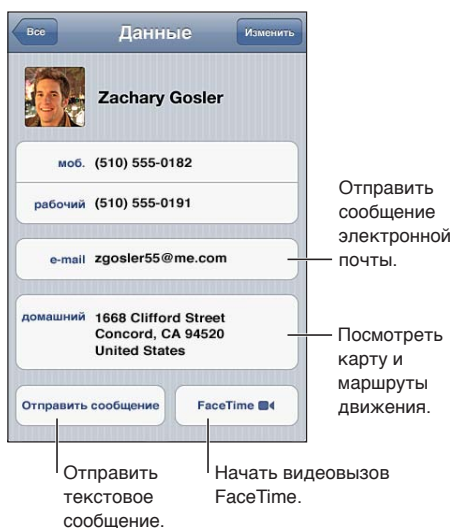 Все
Данные
Изменить
Zachary Gosler
моб. (510) 555-0182
рабочий (510) 555-0191
e-mail zgosler55@me.com
домашний 1668 Clifford Street
Concord, CA 94520
United States
Отправить сообщение
FaceTime
Отправить
сообщение
электронной
почты.
Посмотреть
карту и
маршруты
движения.
Отправить
текстовое
сообщение.
Начать видеовызов
FaceTime.